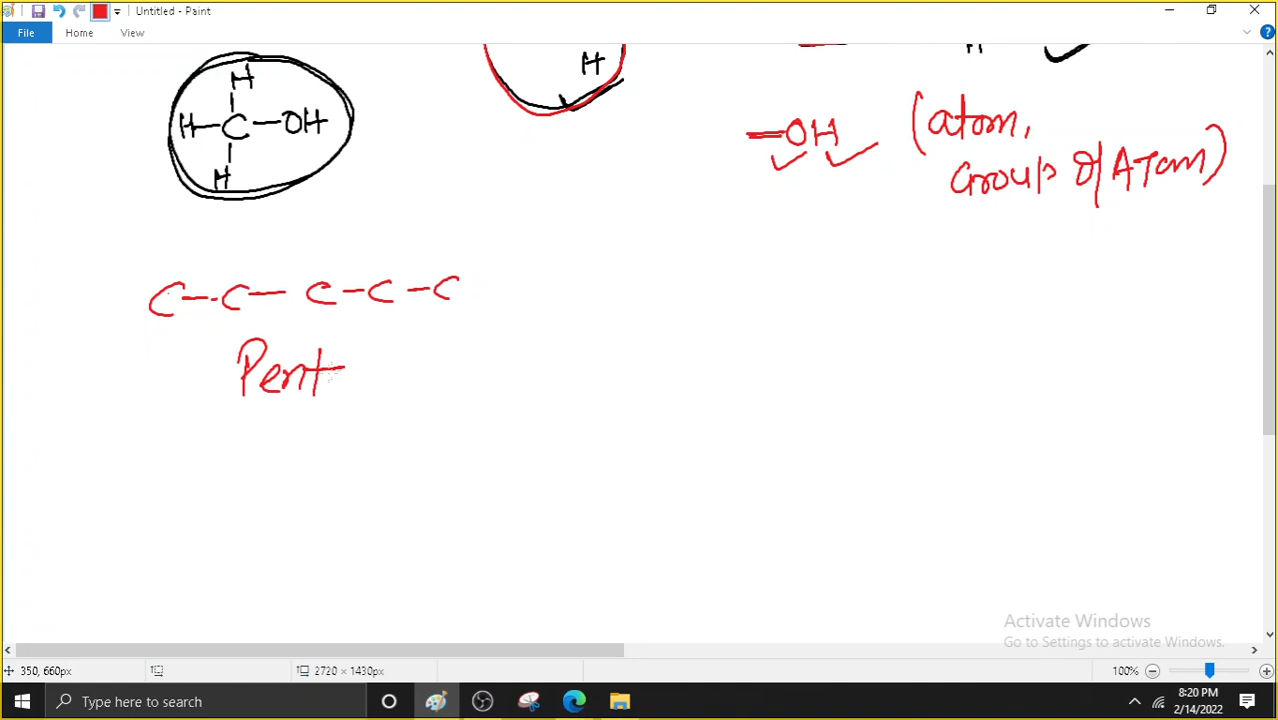 Untitled - Paint
File Home View
H
H
H-C-OH
H
H
-OH
(atom,
Group of Atom)
C-C-C-C-C
Pent
Activate Windows
Go to Settings to activate Windows.
350, 660px
2720 × 1430px
100%
Type here to search
8:20 PM
2/14/2022